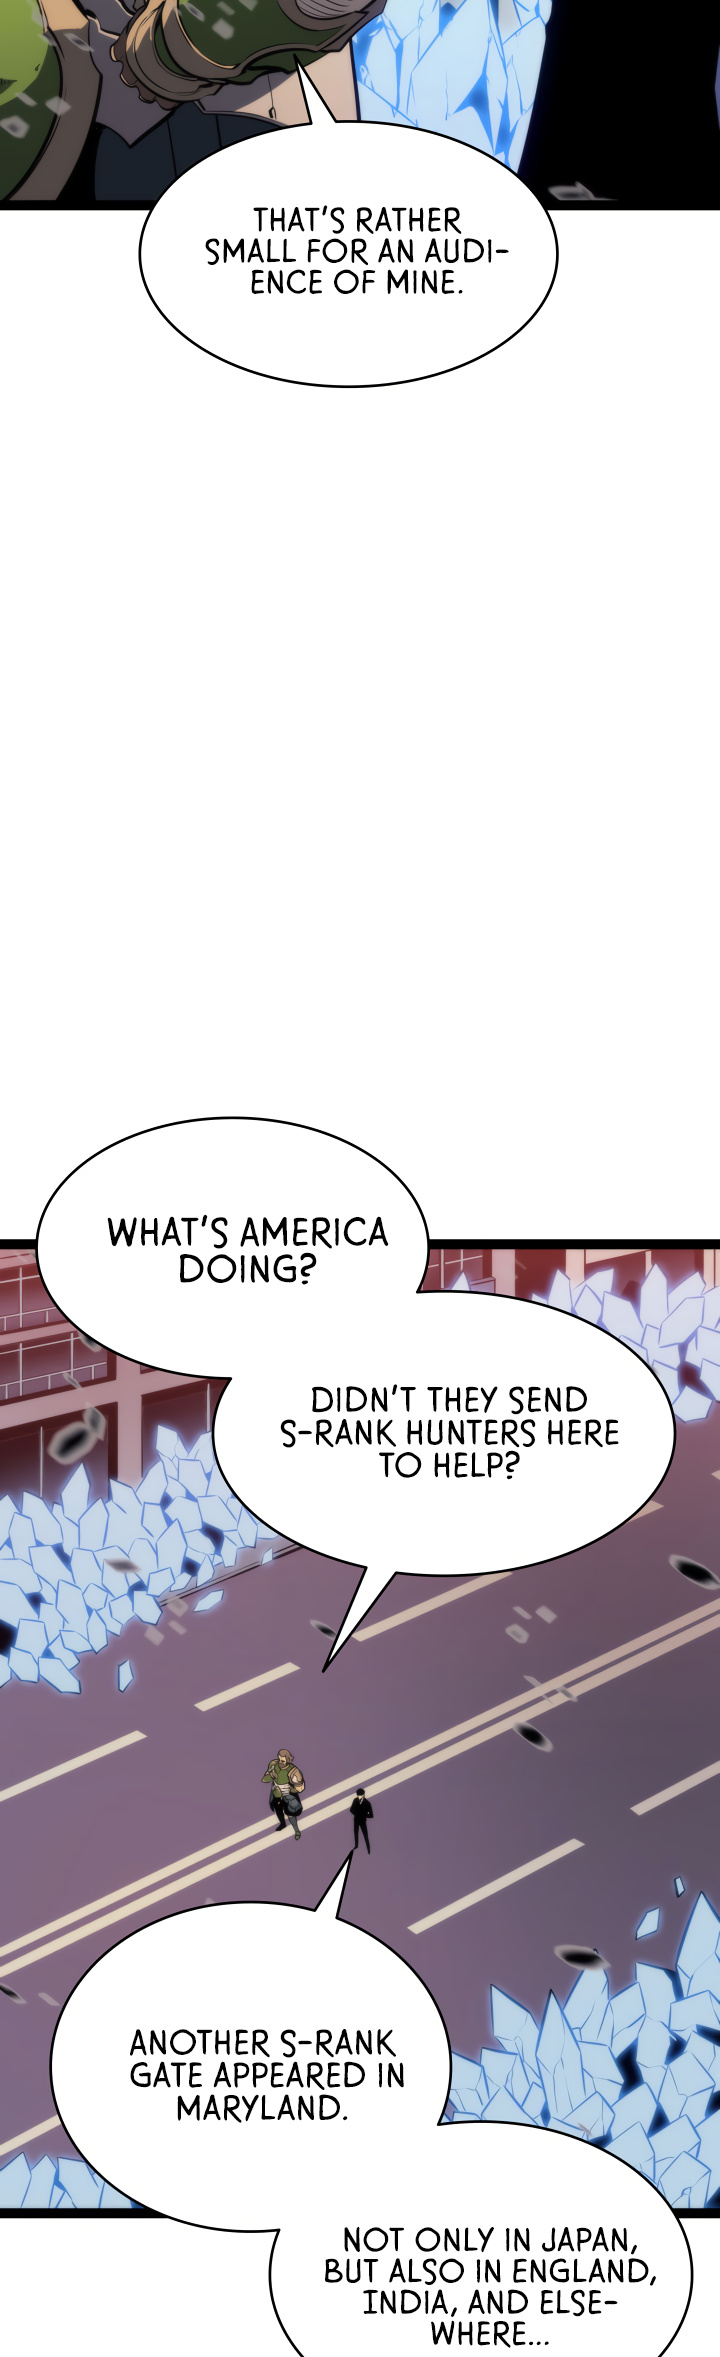 THAT'S RATHER
SMALL FOR AN AUDI-
ENCE OF MINE.
WHAT'S AMERICA
DOING?
DIDN'T THEY SEND
S-RANK HUNTERS HERE
TO HELP?
ANOTHER S-RANK
GATE APPEARED IN
MARYLAND.
NOT ONLY IN JAPAN,
BUT ALSO IN ENGLAND,
INDIA, AND ELSE-
WHERE...